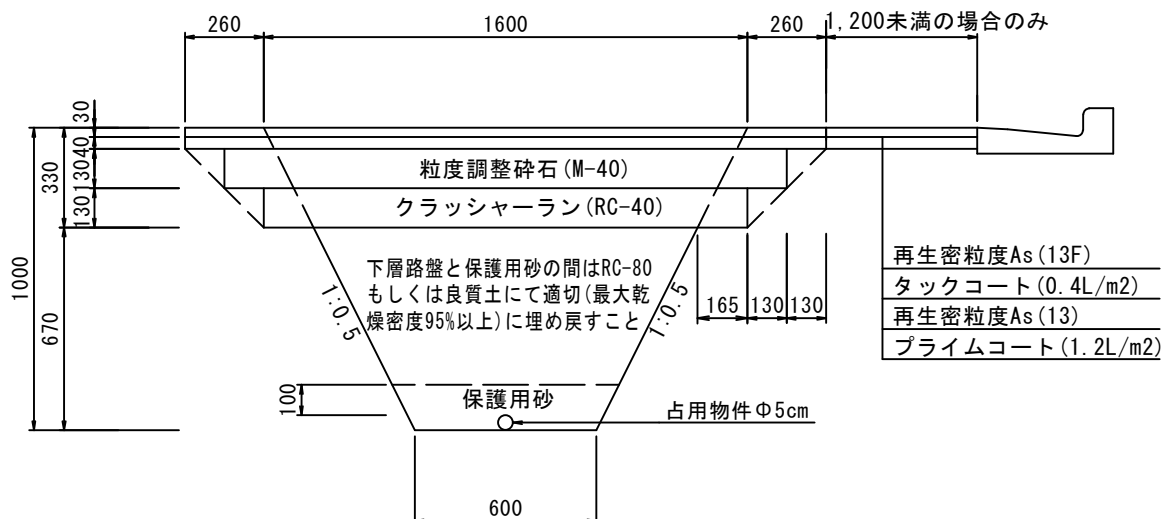 260
1600
260
1,200未満の場合のみ
30
40
130
130
330
670
1000
粒度調整砕石(M-40)
クラッシャーラン(RC-40)
下層路盤と保護用砂の間はRC-80
もしくは良質土にて適切(最大乾
燥密度95%以上)に埋め戻すこと
1:0.5
1:0.5
165
130
130
再生密粒度As(13F)
タックコート(0.4L/m2)
再生密粒度As(13)
プライムコート(1.2L/m2)
100
保護用砂
占用物件Φ5cm
600